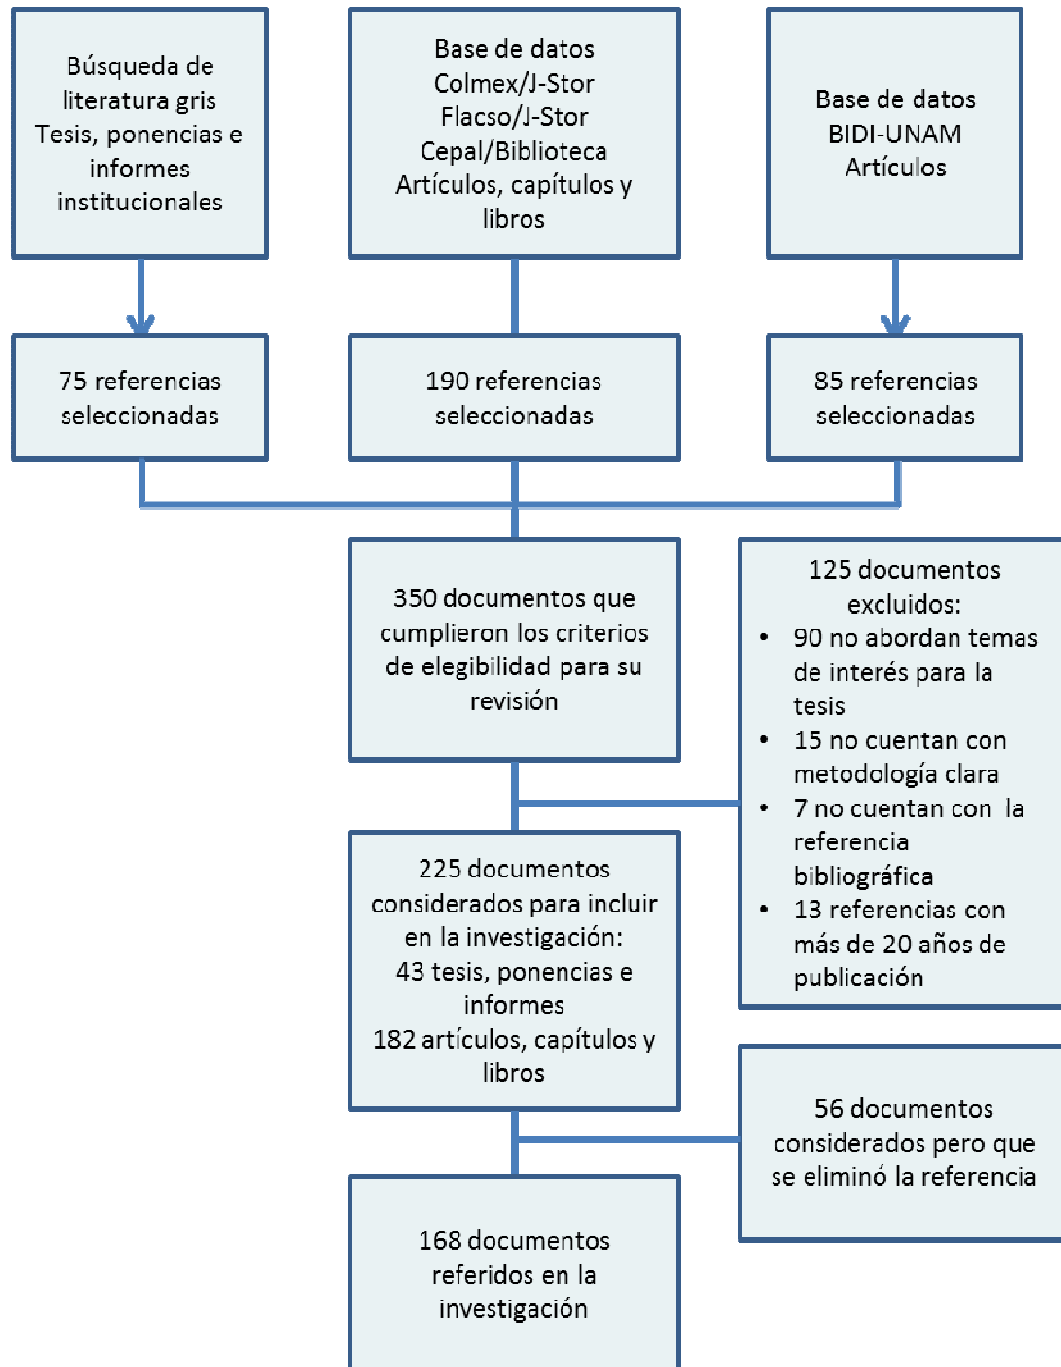 Búsqueda de
literatura gris
Tesis, ponencias e
informes
institucionales
Base de datos
Colmex/J-Stor
Flacso/J-Stor
Cepal/Biblioteca
Artículos, capítulos y
libros
Base de datos
BIDI-UNAM
Artículos
75 referencias
seleccionadas
190 referencias
seleccionadas
85 referencias
seleccionadas
350 documentos que
cumplieron los criterios
de elegibilidad para su
revisión
125 documentos
excluidos:
• 90 no abordan temas
de interés para la
tesis
• 15 no cuentan con
metodología clara
• 7 no cuentan con la
referencia
bibliográfica
• 13 referencias con
más de 20 años de
publicación
225 documentos
considerados para incluir
en la investigación:
43 tesis, ponencias e
informes
182 artículos, capítulos y
libros
56 documentos
considerados pero que
se eliminó la referencia
168 documentos
referidos en la
investigación